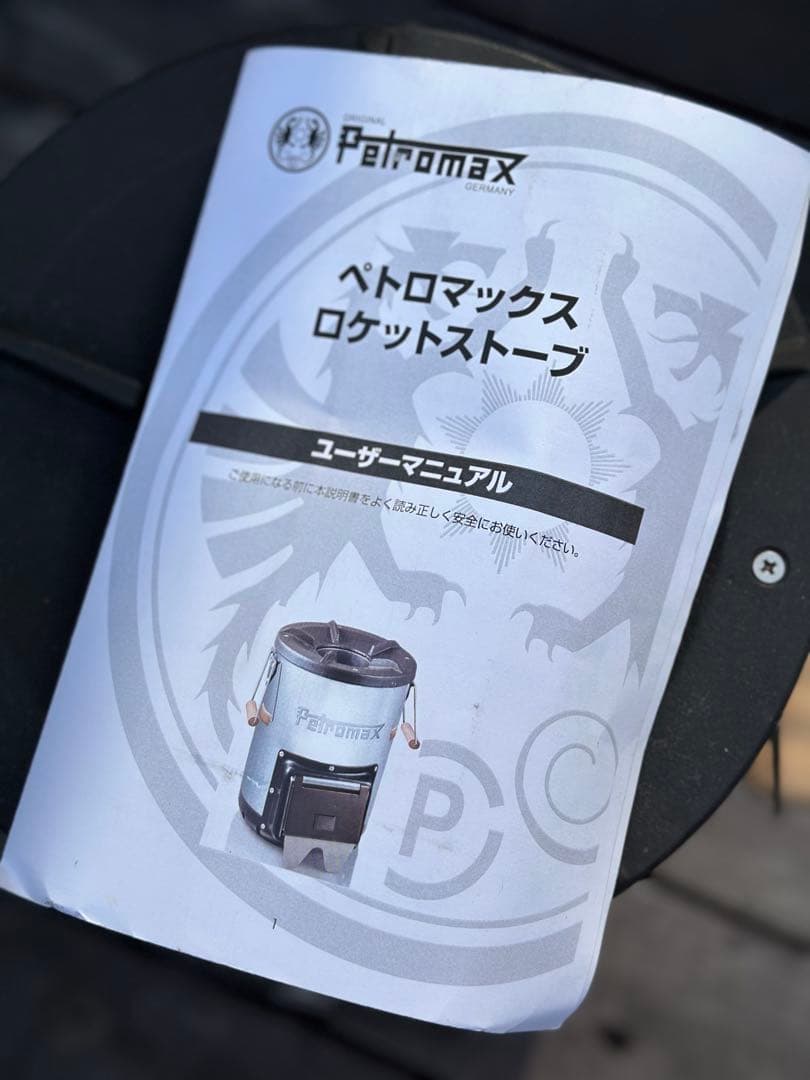 ORIGINAL
Petromax
GERMANY
ペトロマックス
ロケットストーブ
ユーザーマニュアル
ご使用になる前に本説明書をよく読み正しく安全にお使いください。
Petromax
P C
1